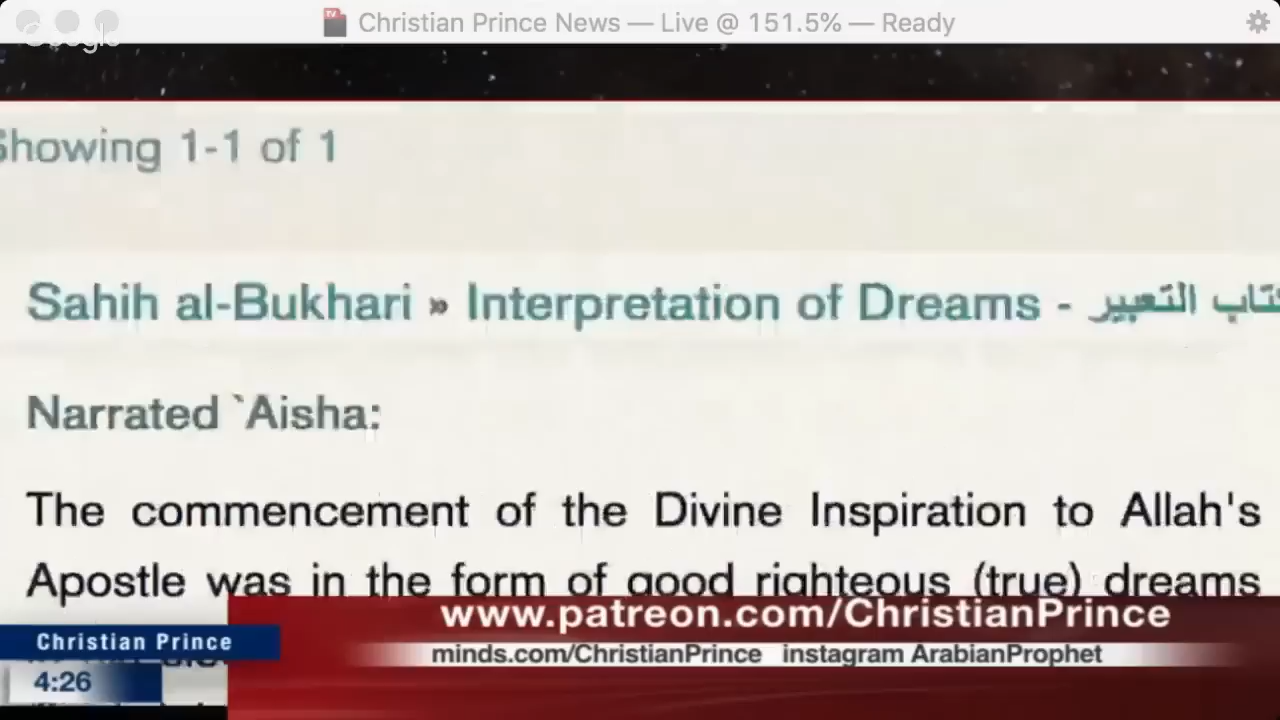 Christian Prince News — Live @ 151.5% — Ready
Google
Showing 1-1 of 1
Sahih al-Bukhari » Interpretation of Dreams - كتاب التعبير
Narrated `Aisha:
The commencement of the Divine Inspiration to Allah's
Apostle was in the form of good righteous (true) dreams
www.patreon.com/ChristianPrince
Christian Prince
minds.com/ChristianPrince instagram ArabianProphet
4:26